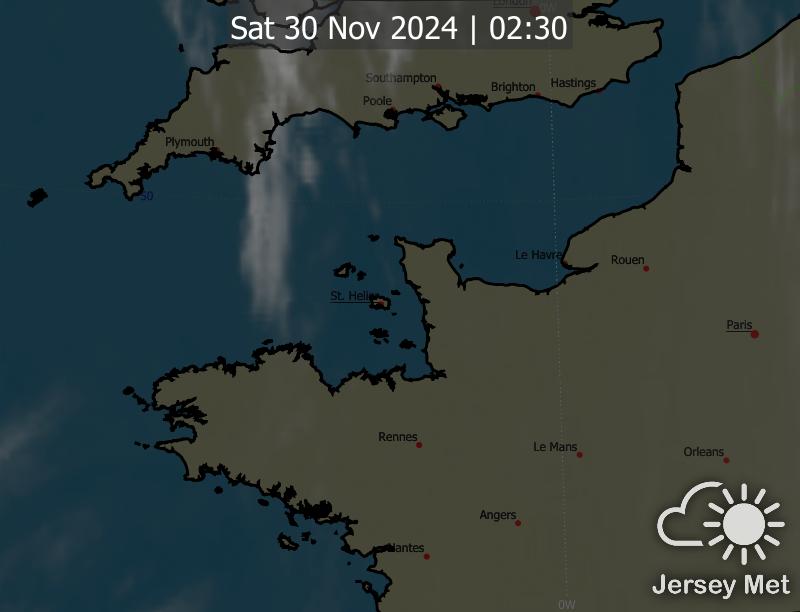 London
0W
Sat 30 Nov 2024 | 02:30
Southampton
Brighton
Hastings
Poole
Plymouth
50
Le Havre
Rouen
St. Helier
Paris
Rennes
Le Mans
Orleans
Angers
Nantes
Jersey Met
0W